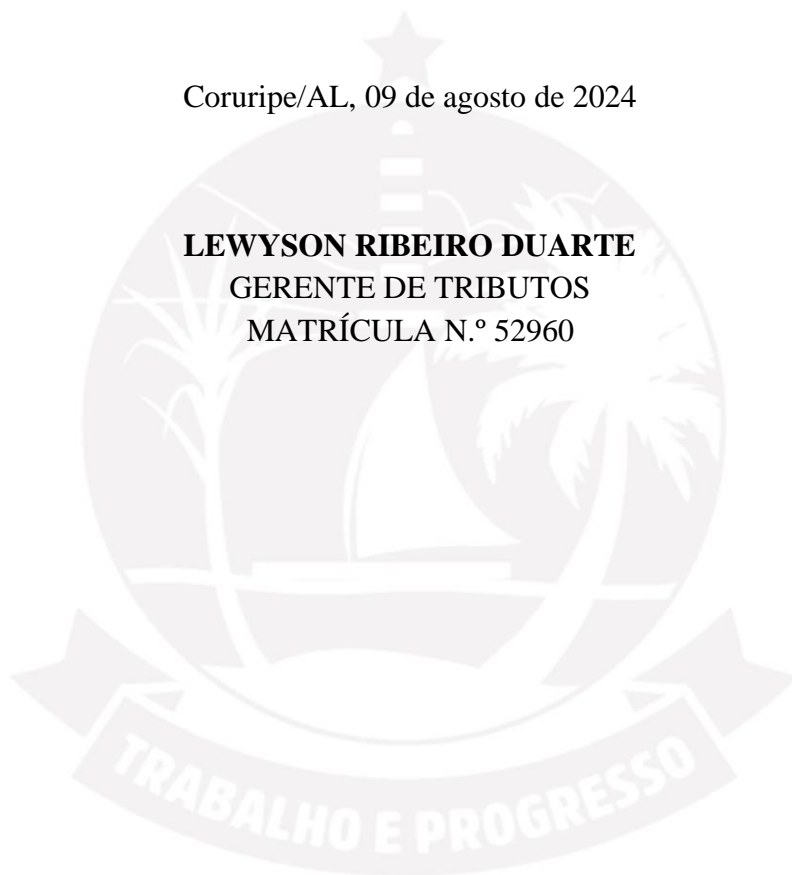 Coruripe/AL, 09 de agosto de 2024
LEWYSON RIBEIRO DUARTE
GERENTE DE TRIBUTOS
MATRÍCULA N.º 52960
TRABALHO E PROGRESSO